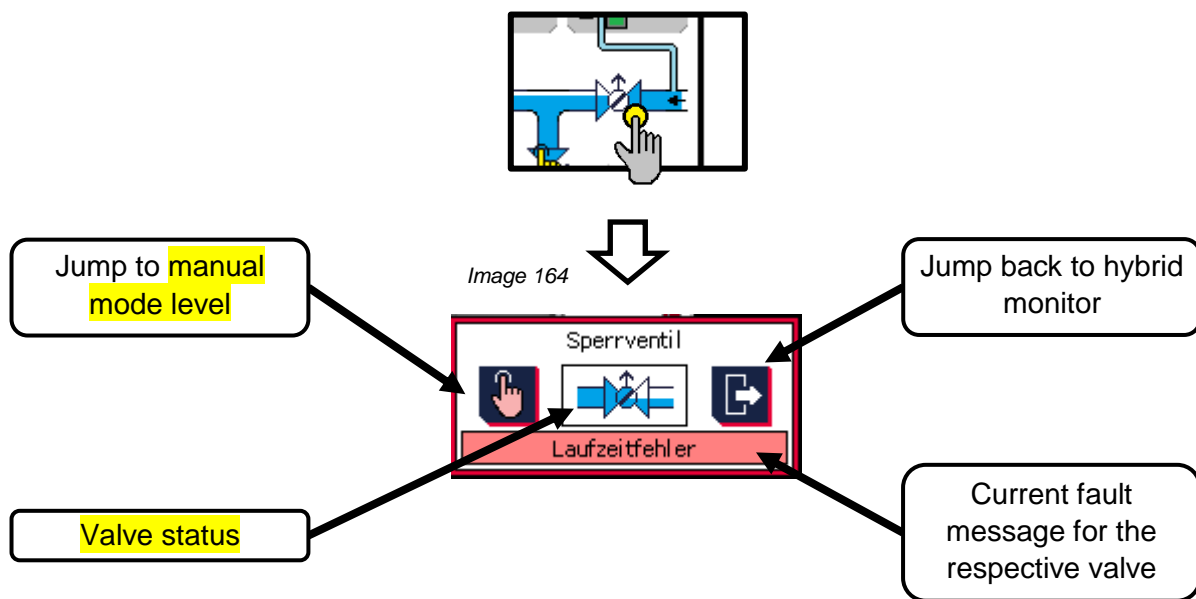 Image 164
Jump to manual
mode level
Jump back to hybrid
monitor
Sperrventil
Laufzeitfehler
Valve status
Current fault
message for the
respective valve